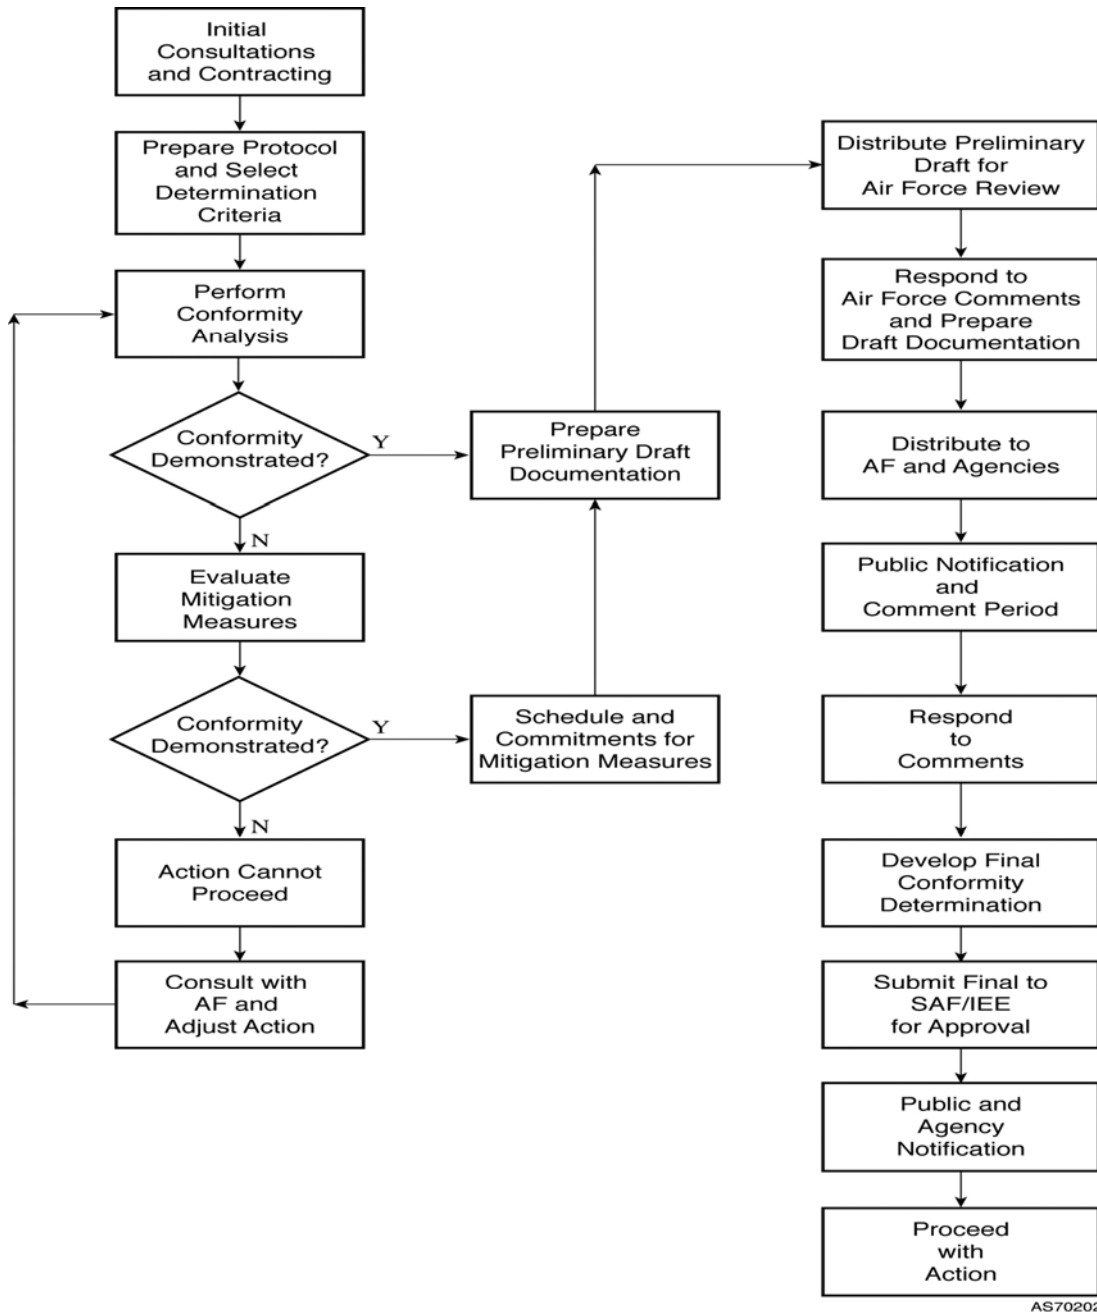 Initial
Consultations
and Contracting
Prepare Protocol
and Select
Determination
Criteria
Perform
Conformity
Analysis
Conformity
Demonstrated?
Y
N
Evaluate
Mitigation
Measures
Conformity
Demonstrated?
Y
N
Action Cannot
Proceed
Consult with
AF and
Adjust Action
Prepare
Preliminary Draft
Documentation
Schedule and
Commitments for
Mitigation Measures
Distribute Preliminary
Draft for
Air Force Review
Respond to
Air Force Comments
and Prepare
Draft Documentation
Distribute to
AF and Agencies
Public Notification
and
Comment Period
Respond
to
Comments
Develop Final
Conformity
Determination
Submit Final to
SAF/IEE
for Approval
Public and
Agency
Notification
Proceed
with
Action
AS70202